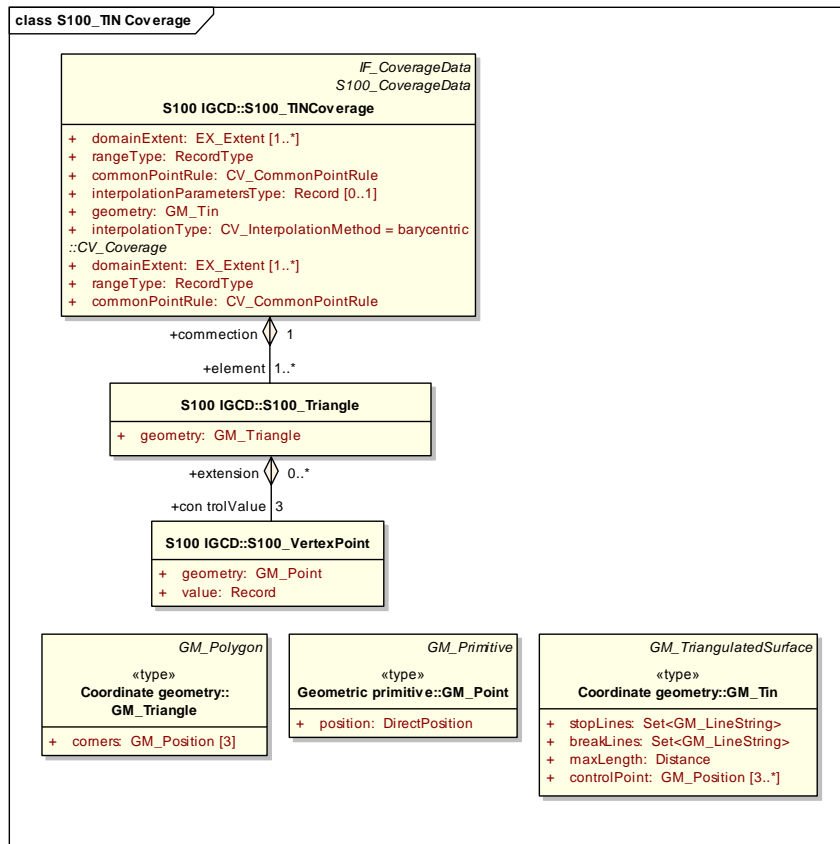 class S100_TIN Coverage
IF_CoverageData
S100_CoverageData
S100 IGCD::S100_TINCoverage
+ domainExtent: EX_Extent [1..*]
+ rangeType: RecordType
+ commonPointRule: CV_CommonPointRule
+ interpolationParametersType: Record [0..1]
+ geometry: GM_Tin
+ interpolationType: CV_InterpolationMethod = barycentric
::CV_Coverage
+ domainExtent: EX_Extent [1..*]
+ rangeType: RecordType
+ commonPointRule: CV_CommonPointRule
+commection 1
+element 1..*
S100 IGCD::S100_Triangle
+ geometry: GM_Triangle
+extension 0..*
+con trolValue 3
S100 IGCD::S100_VertexPoint
+ geometry: GM_Point
+ value: Record
GM_Polygon
«type»
Coordinate geometry::
GM_Triangle
+ corners: GM_Position [3]
GM_Primitive
«type»
Geometric primitive::GM_Point
+ position: DirectPosition
GM_TriangulatedSurface
«type»
Coordinate geometry::GM_Tin
+ stopLines: Set<GM_LineString>
+ breakLines: Set<GM_LineString>
+ maxLength: Distance
+ controlPoint: GM_Position [3..*]